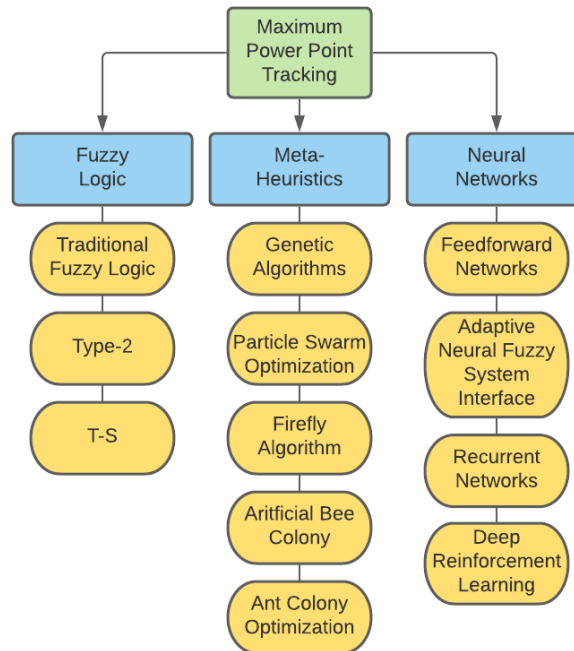 Maximum
Power Point
Tracking
Fuzzy
Logic
Meta-
Heuristics
Neural
Networks
Traditional
Fuzzy Logic
Type-2
T-S
Genetic
Algorithms
Particle Swarm
Optimization
Firefly
Algorithm
Aritficial Bee
Colony
Ant Colony
Optimization
Feedforward
Networks
Adaptive
Neural Fuzzy
System
Interface
Recurrent
Networks
Deep
Reinforcement
Learning